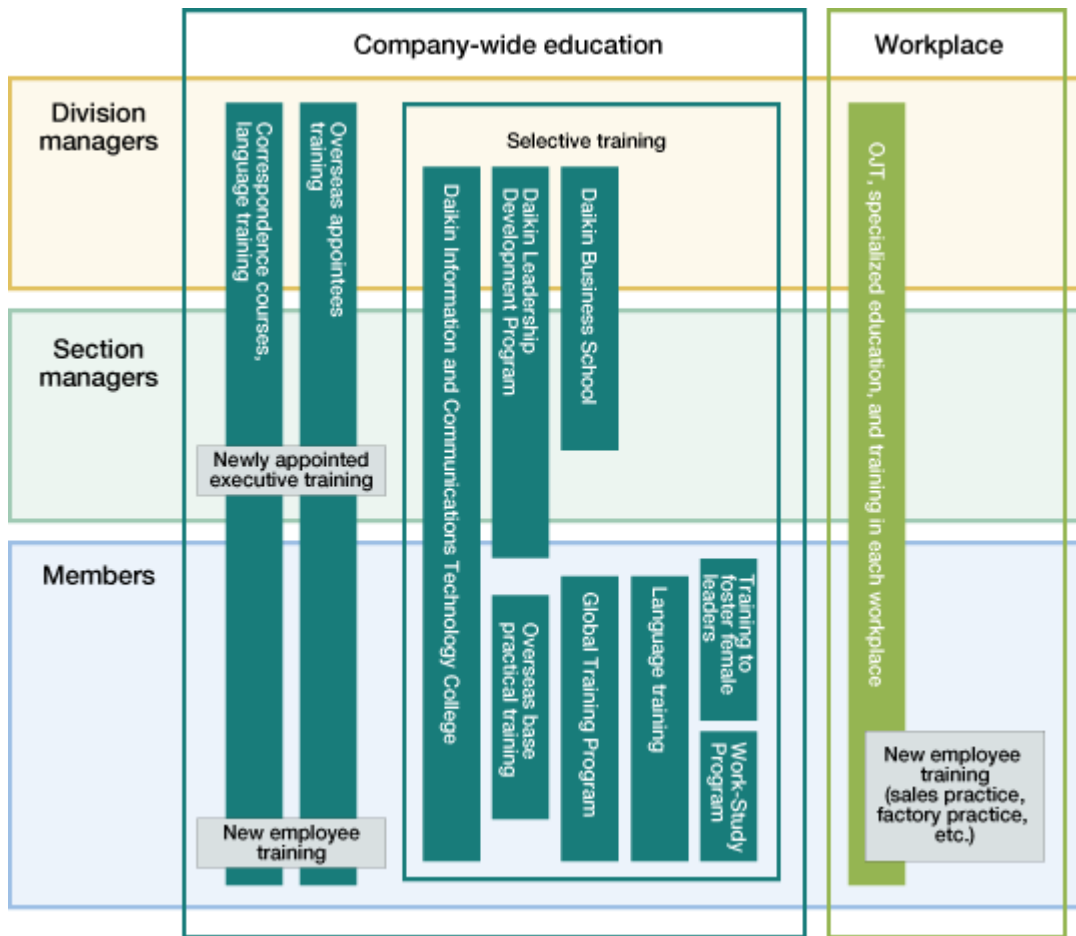 Company-wide education
Workplace
Division
managers
Correspondence courses,
language training
Overseas appointees
training
Selective training
Daikin Information and Communications Technology College
Daikin Leadership
Development Program
Daikin Business School
OJT, specialized education, and training in each workplace
Section
managers
Newly appointed
executive training
Members
Overseas base
practical training
Global Training Program
Language training
Training to
foster female
leaders
Work-Study
Program
New employee
training
New employee
training
(sales practice,
factory practice,
etc.)